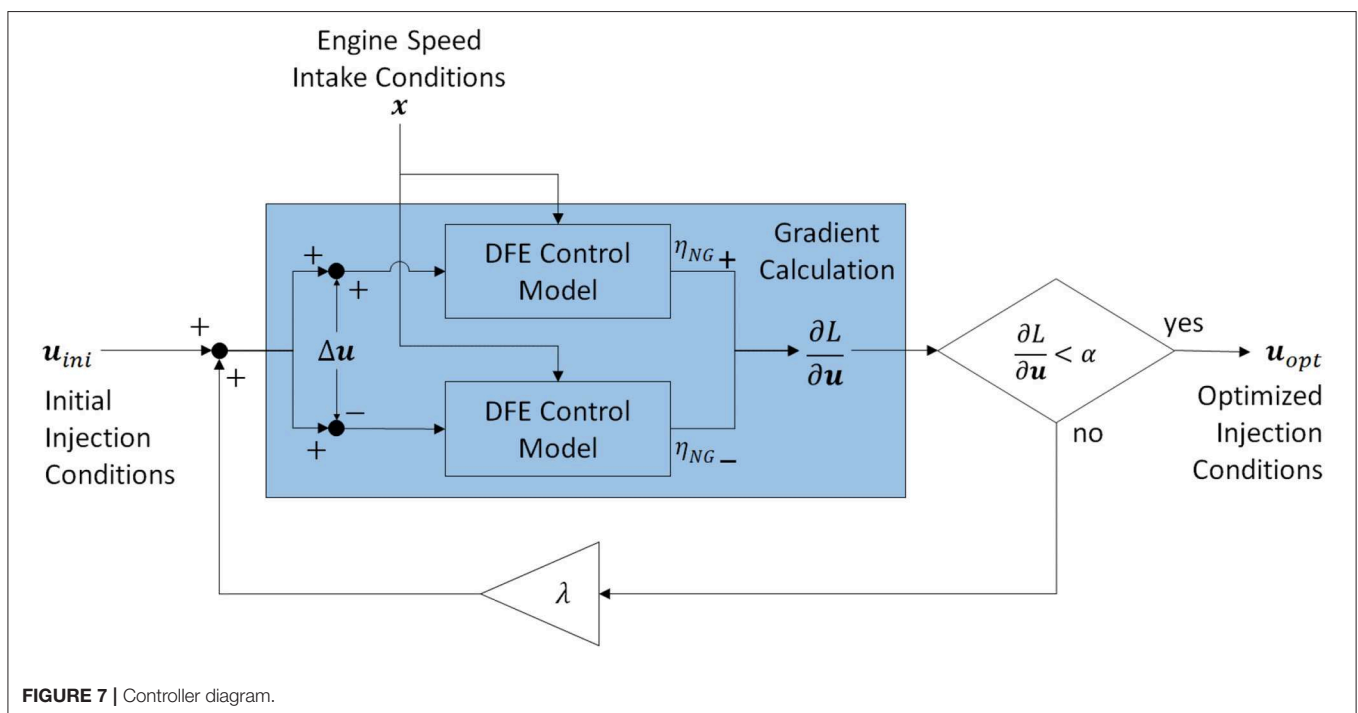 Engine Speed
Intake Conditions
x
+
+
Δu
−
+
DFE Control
Model
η_NG +
DFE Control
Model
η_NG −
Gradient
Calculation
∂L
∂u
+
+
u_ini
Initial
Injection
Conditions
∂L
∂u
< α
yes
no
u_opt
Optimized
Injection
Conditions
λ
FIGURE 7 | Controller diagram.